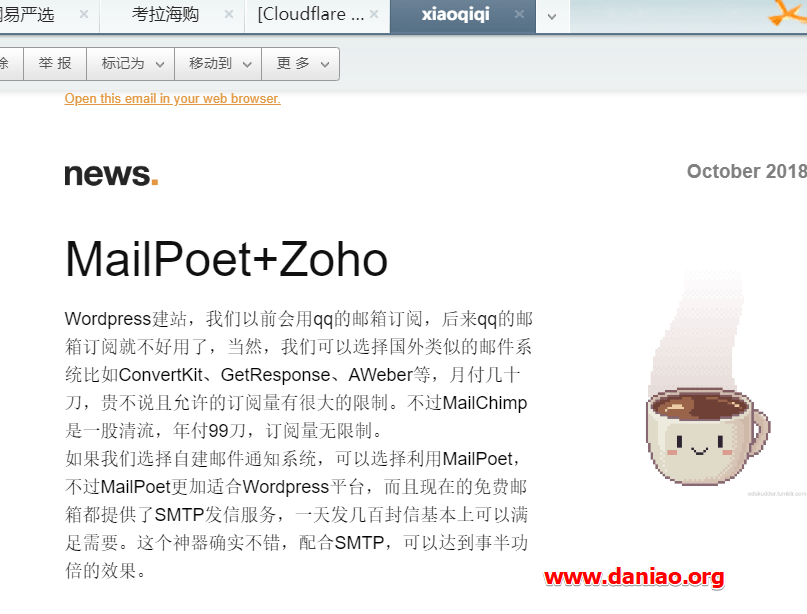 网易严选 × 考拉海购 × [Cloudflare ... × xiaoqiqi ×
除 举 报 标记为 移动到 更 多
Open this email in your web browser.
news.
October 2018
MailPoet+Zoho
Wordpress建站，我们以前会用qq的邮箱订阅，后来qq的邮
箱订阅就不好用了，当然，我们可以选择国外类似的邮件系
统比如ConvertKit、GetResponse、AWeber等，月付几十
刀，贵不说且允许的订阅量有很大的限制。不过MailChimp
是一股清流，年付99刀，订阅量无限制。
如果我们选择自建邮件通知系统，可以选择利用MailPoet，
不过MailPoet更加适合Wordpress平台，而且现在的免费邮
箱都提供了SMTP发信服务，一天发几百封信基本上可以满
足需要。这个神器确实不错，配合SMTP，可以达到事半功
倍的效果。
www.daniao.org